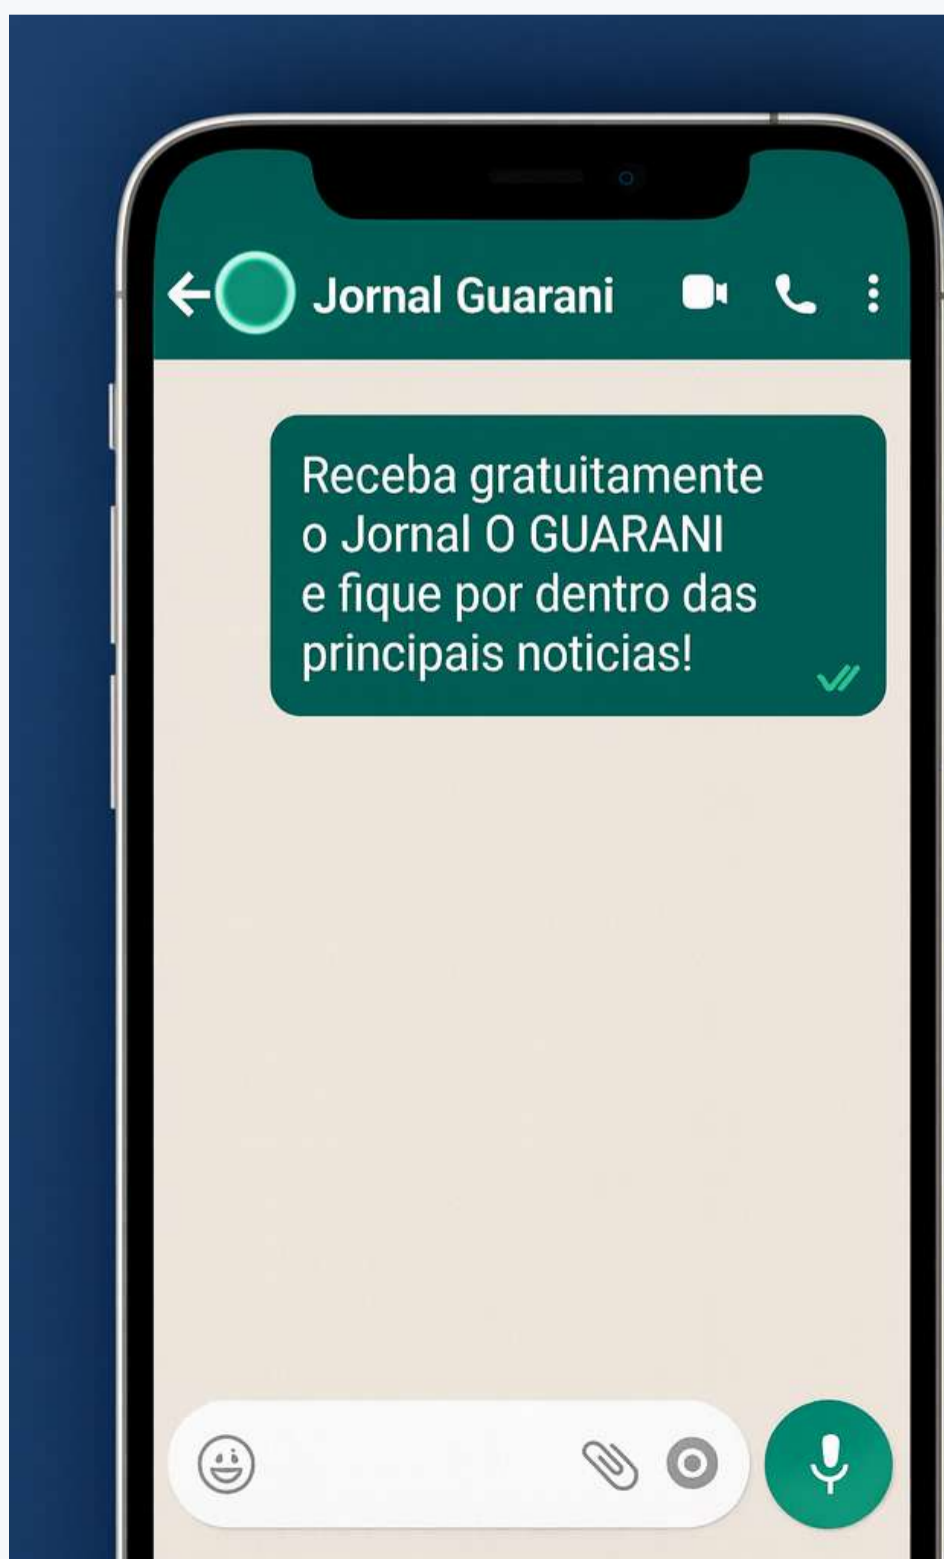 Jornal Guarani
Receba gratuitamente
o Jornal O GUARANI
e fique por dentro das
principais noticias!